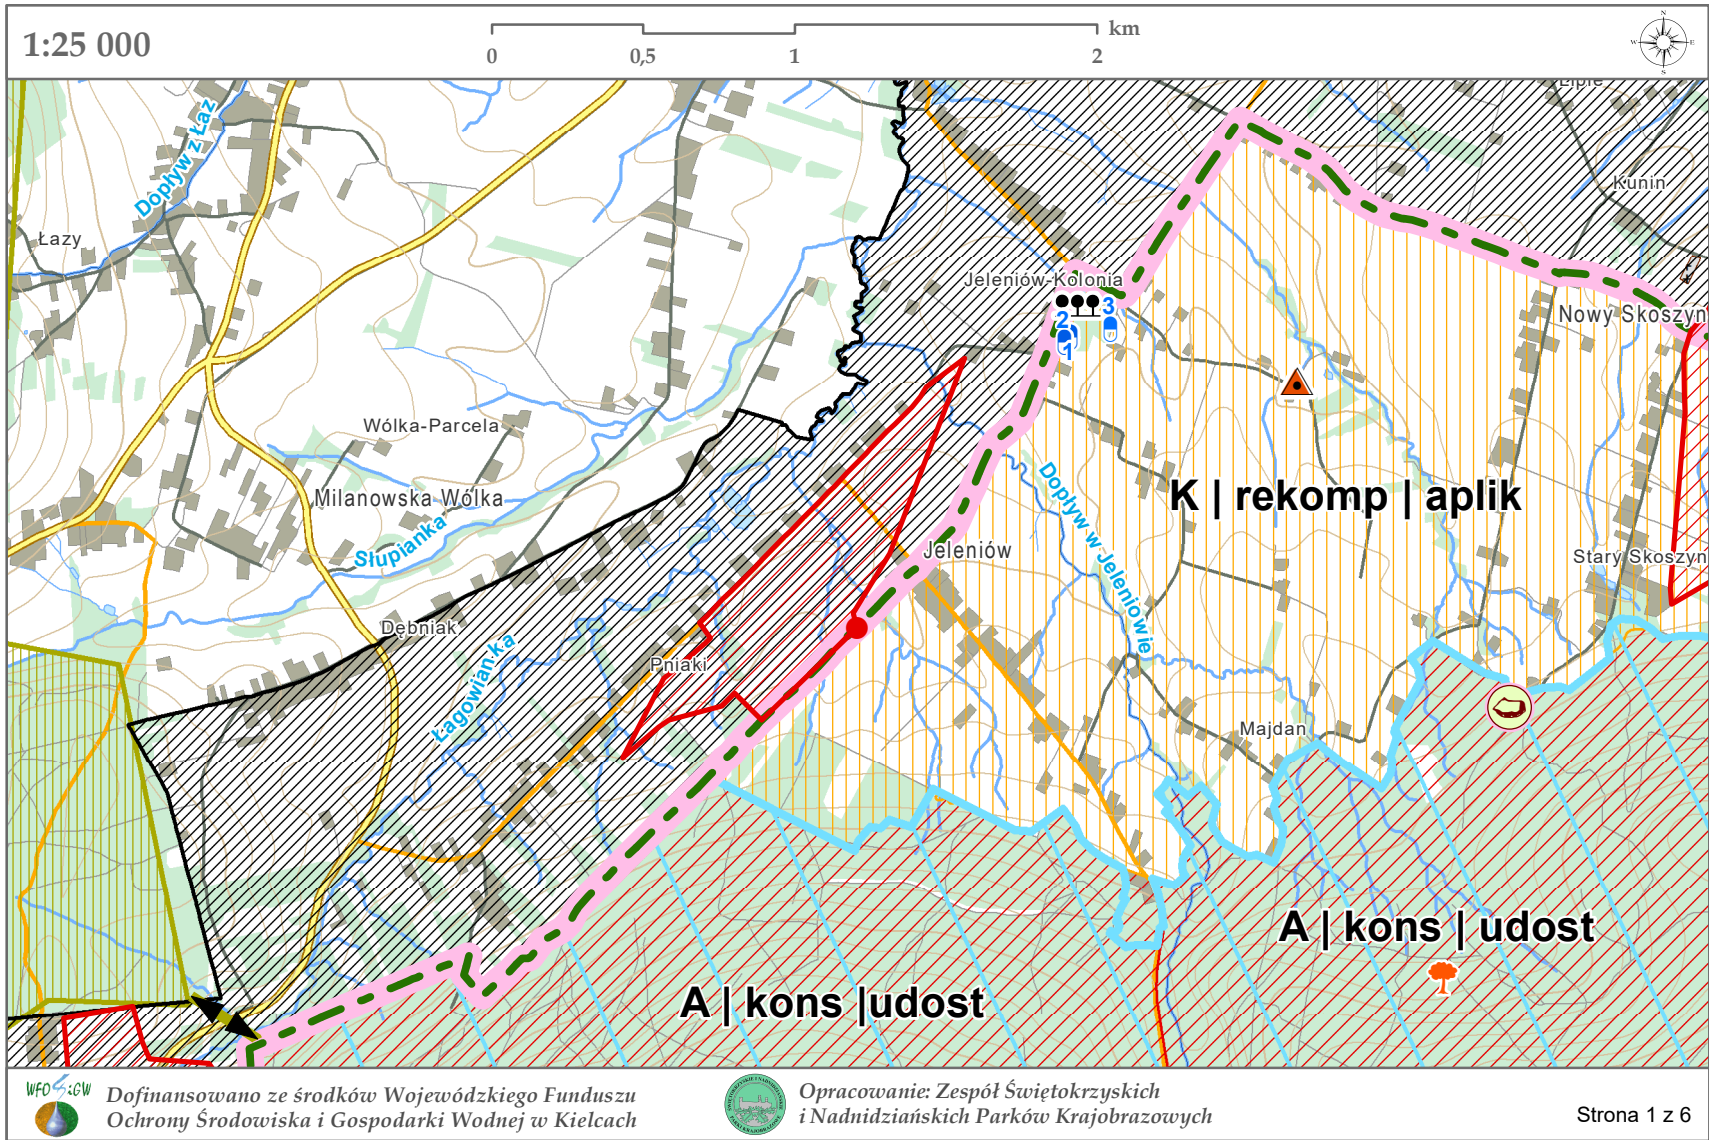 1:25 000
0 0,5 1 2 km
N
W E
S
Lipie
Kunin
Dopływ z Łaz
Łazy
Jeleniów-Kolonia
2 3
1
Nowy Skoszyn
Wólka-Parcela
Milanowska Wólka
Słupianka
K | rekomp | aplik
Dopływ w Jeleniowie
Jeleniów
Stary Skoszyn
Dębniak
Łagowianka
Pniaki
Majdan
A | kons | udost
A | kons |udost
WFOŚiGW
Dofinansowano ze środków Wojewódzkiego Funduszu
Ochrony Środowiska i Gospodarki Wodnej w Kielcach
Opracowanie: Zespół Świętokrzyskich
i Nadnidziańskich Parków Krajobrazowych
Strona 1 z 6